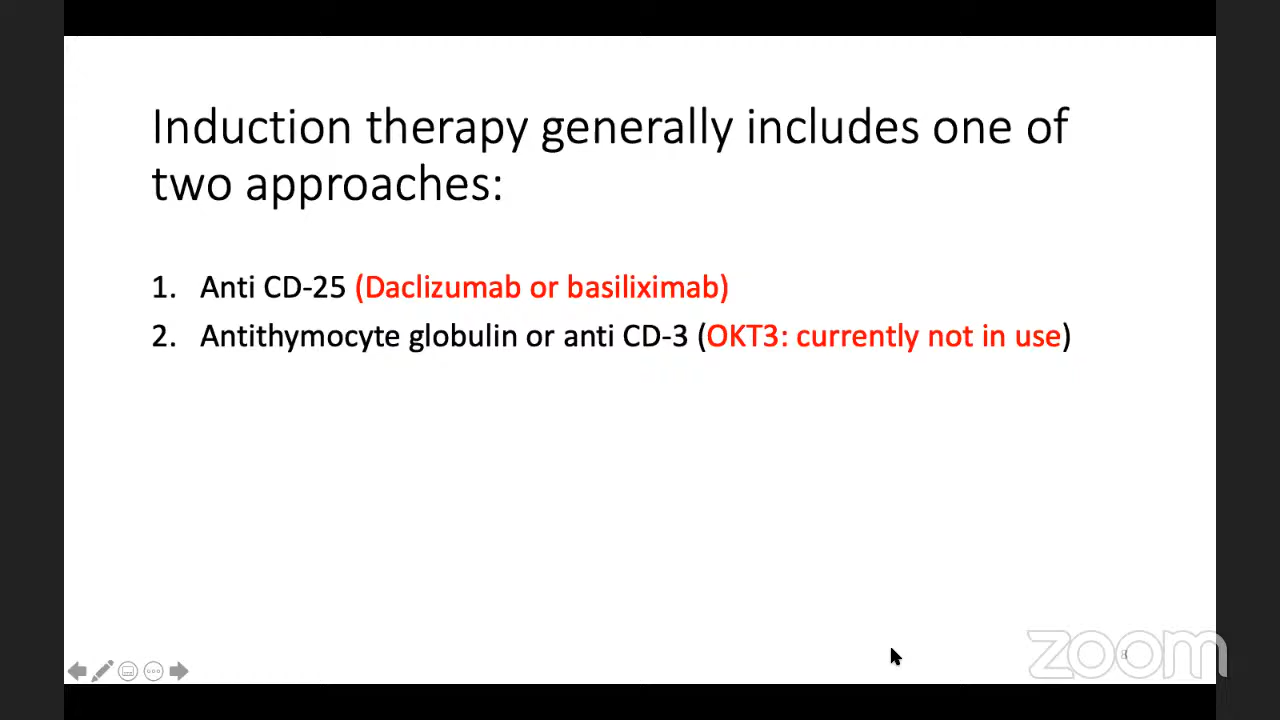 Induction therapy generally includes one of
two approaches:
1. Anti CD-25 (Daclizumab or basiliximab)
2. Antithymocyte globulin or anti CD-3 (OKT3: currently not in use)
zoom
8